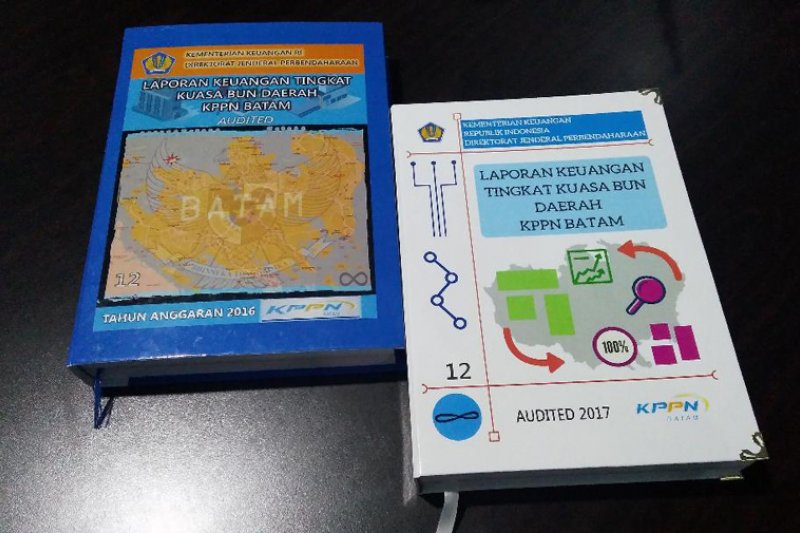 KEMENTERIAN KEUANGAN RI
DIREKTORAT JENDERAL PERBENDAHARAAN
LAPORAN KEUANGAN TINGKAT
KUASA BUN DAERAH
KPPN BATAM
AUDITED
BATAM
12
TAHUN ANGGARAN 2016
KPPN
BATAM
KEMENTERIAN KEUANGAN
REPUBLIK INDONESIA
DIREKTORAT JENDERAL PERBENDAHARAAN
LAPORAN KEUANGAN
TINGKAT KUASA BUN
DAERAH
KPPN BATAM
100%
12
AUDITED 2017
KPPN
BATAM